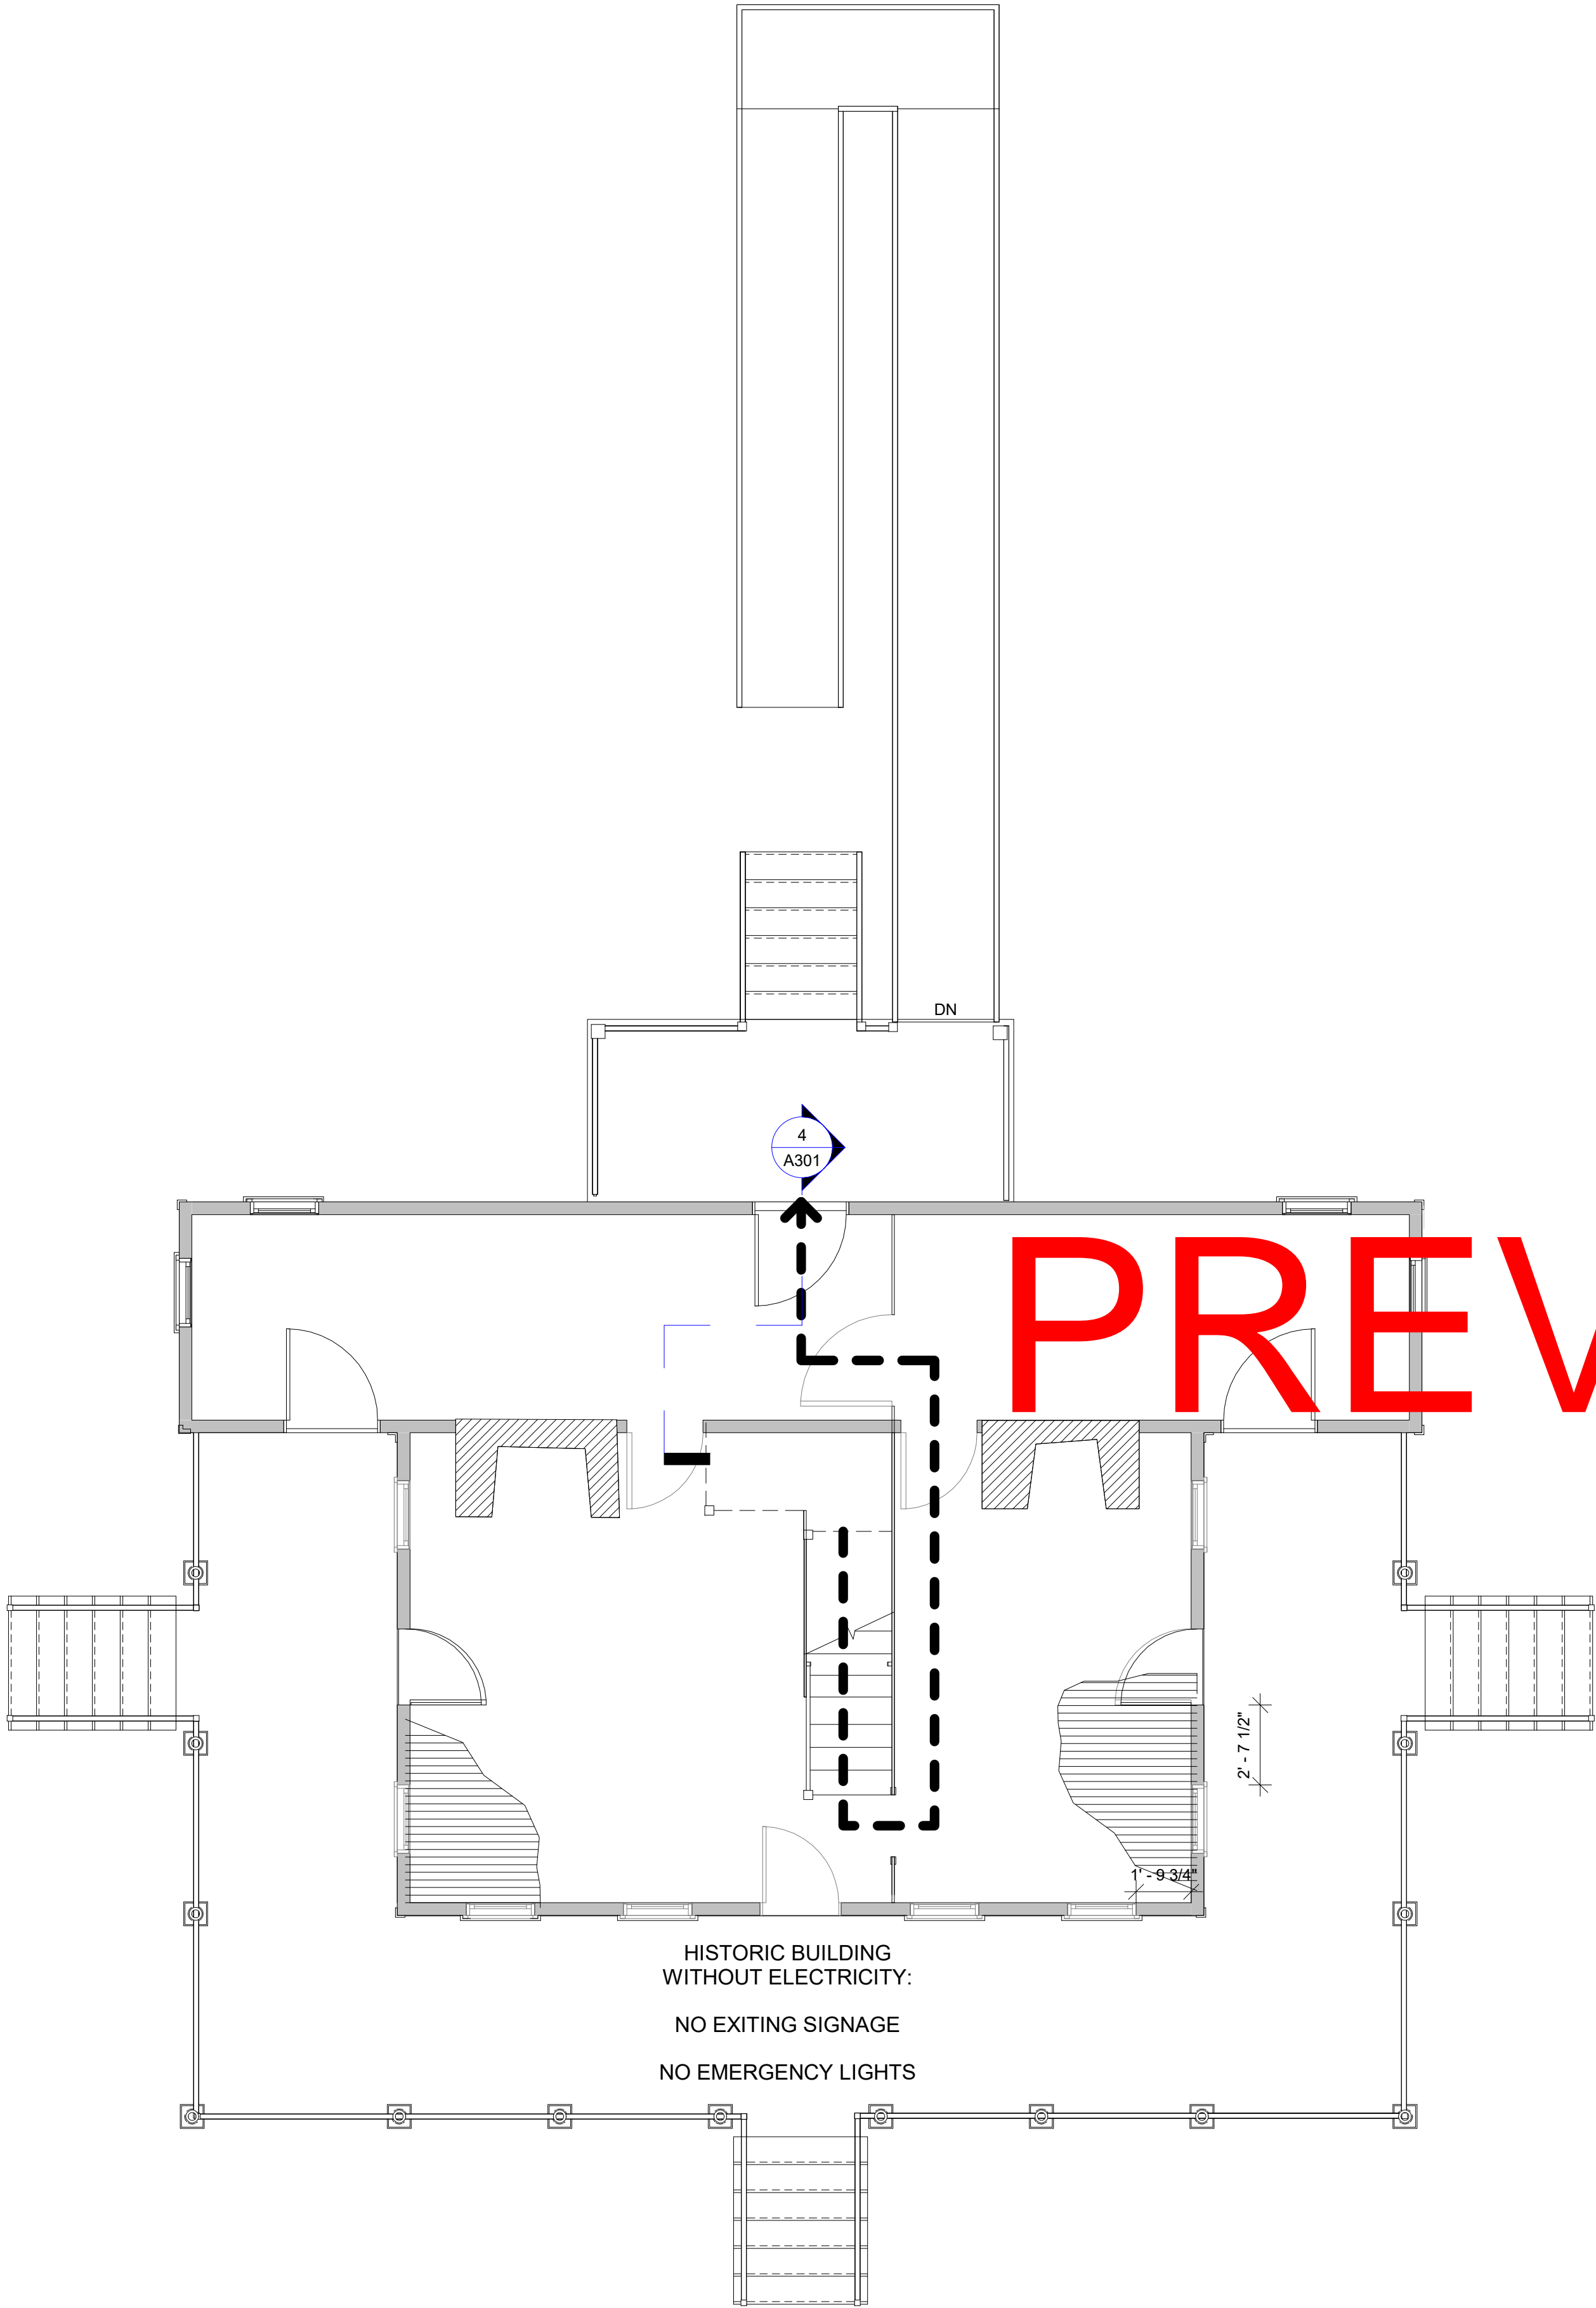 DN
4
A301
PREV
2' - 7 1/2"
1' - 9 3/4"
HISTORIC BUILDING
WITHOUT ELECTRICITY:
NO EXITING SIGNAGE
NO EMERGENCY LIGHTS